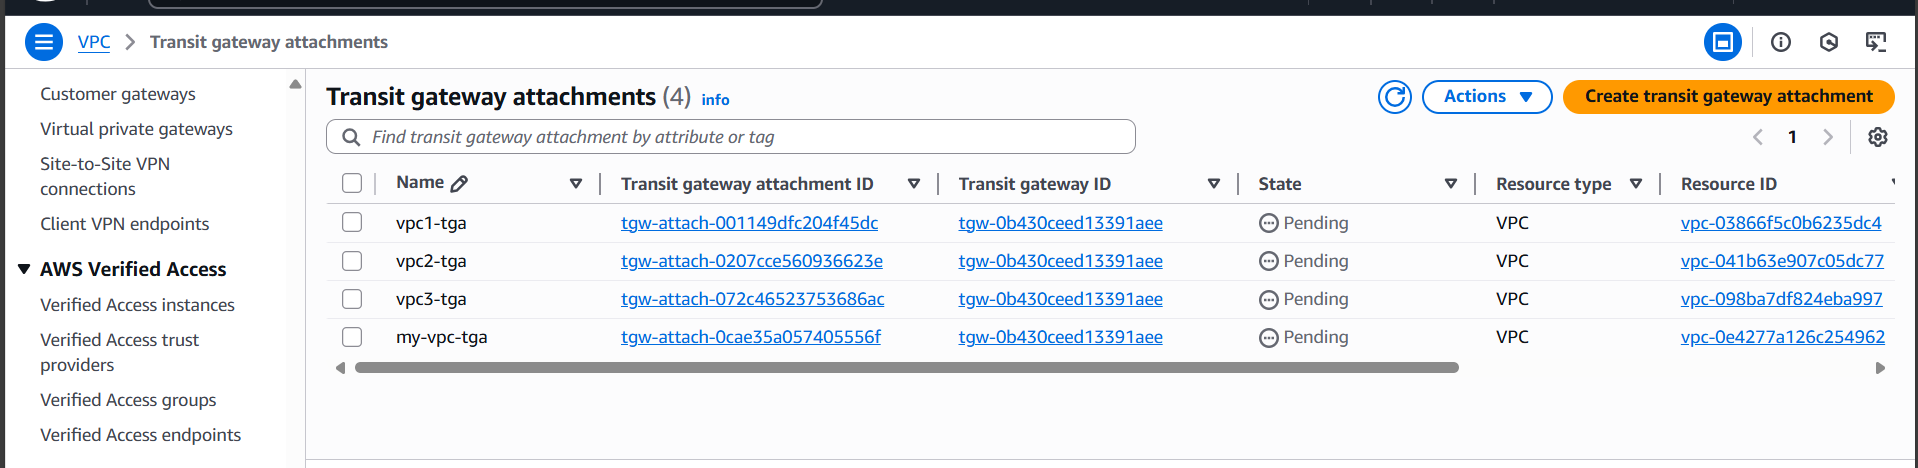 VPC > Transit gateway attachments
Customer gateways
Virtual private gateways
Site-to-Site VPN
connections
Client VPN endpoints
AWS Verified Access
Verified Access instances
Verified Access trust
providers
Verified Access groups
Verified Access endpoints
Transit gateway attachments (4) info
Actions
Create transit gateway attachment
Find transit gateway attachment by attribute or tag
1
Name Transit gateway attachment ID Transit gateway ID State Resource type Resource ID
vpc1-tga tgw-attach-001149dfc204f45dc tgw-0b430ceed13391aee Pending VPC vpc-03866f5c0b6235dc4
vpc2-tga tgw-attach-0207cce560936623e tgw-0b430ceed13391aee Pending VPC vpc-041b63e907c05dc77
vpc3-tga tgw-attach-072c46523753686ac tgw-0b430ceed13391aee Pending VPC vpc-098ba7df824eba997
my-vpc-tga tgw-attach-0cae35a057405556f tgw-0b430ceed13391aee Pending VPC vpc-0e4277a126c254962